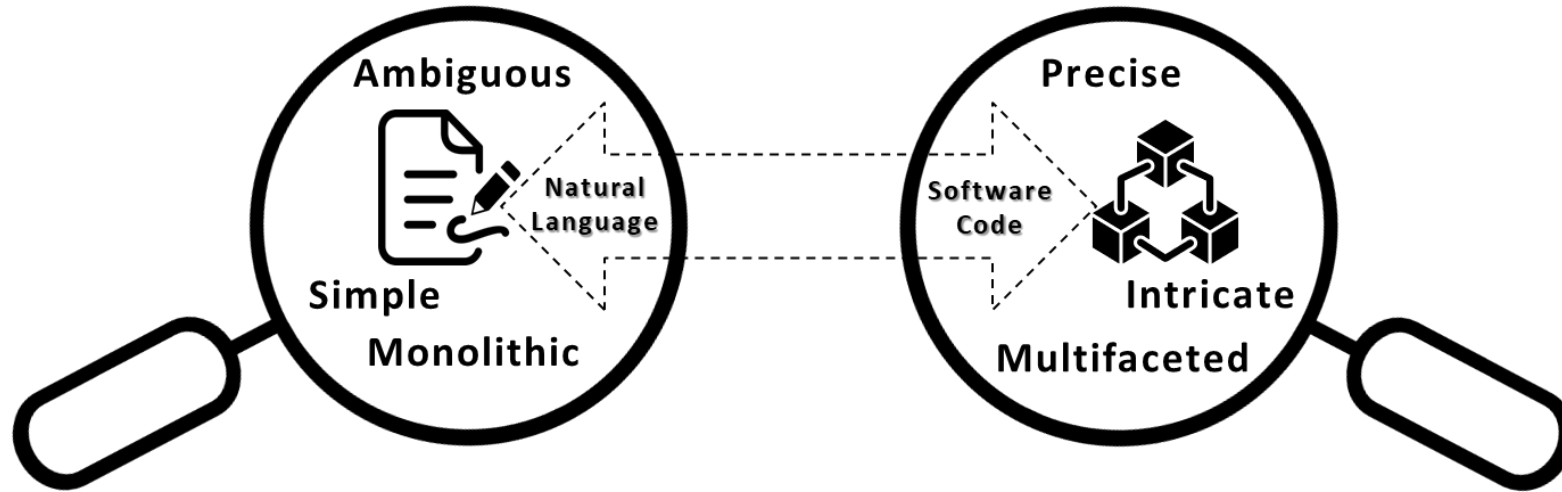 Ambiguous
Natural
Language
Simple
Monolithic
Precise
Software
Code
Intricate
Multifaceted